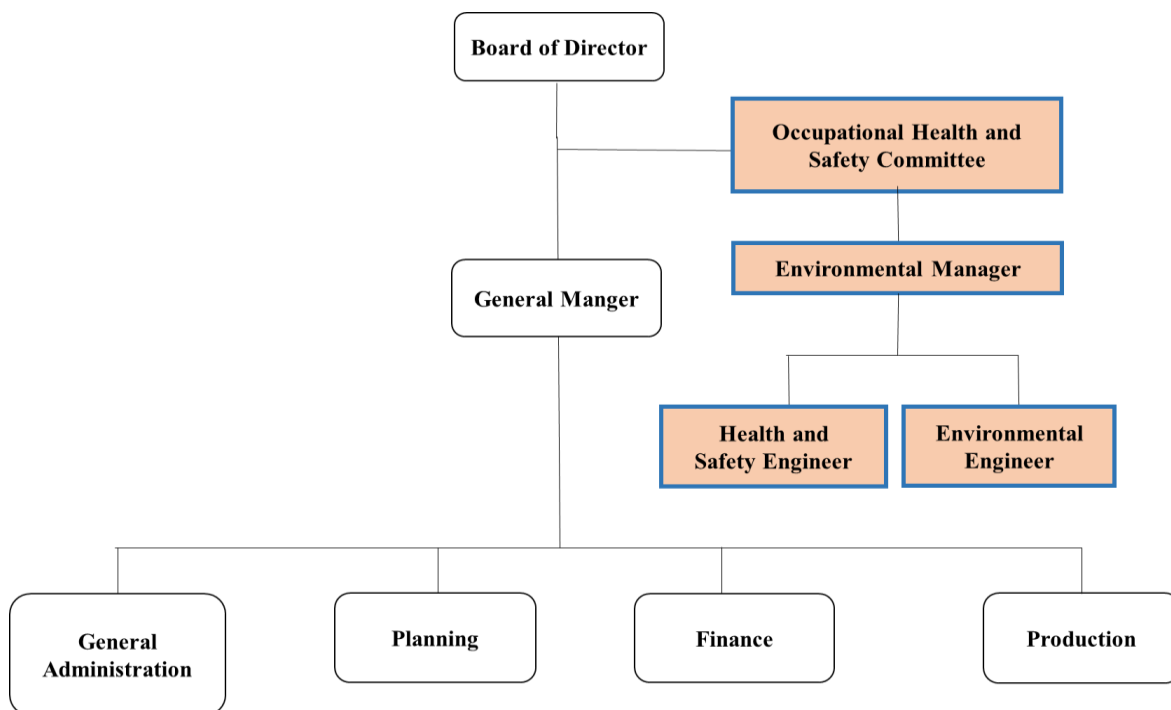 Board of Director
Occupational Health and
Safety Committee
Environmental Manager
General Manger
Health and
Safety Engineer
Environmental
Engineer
General
Administration
Planning
Finance
Production